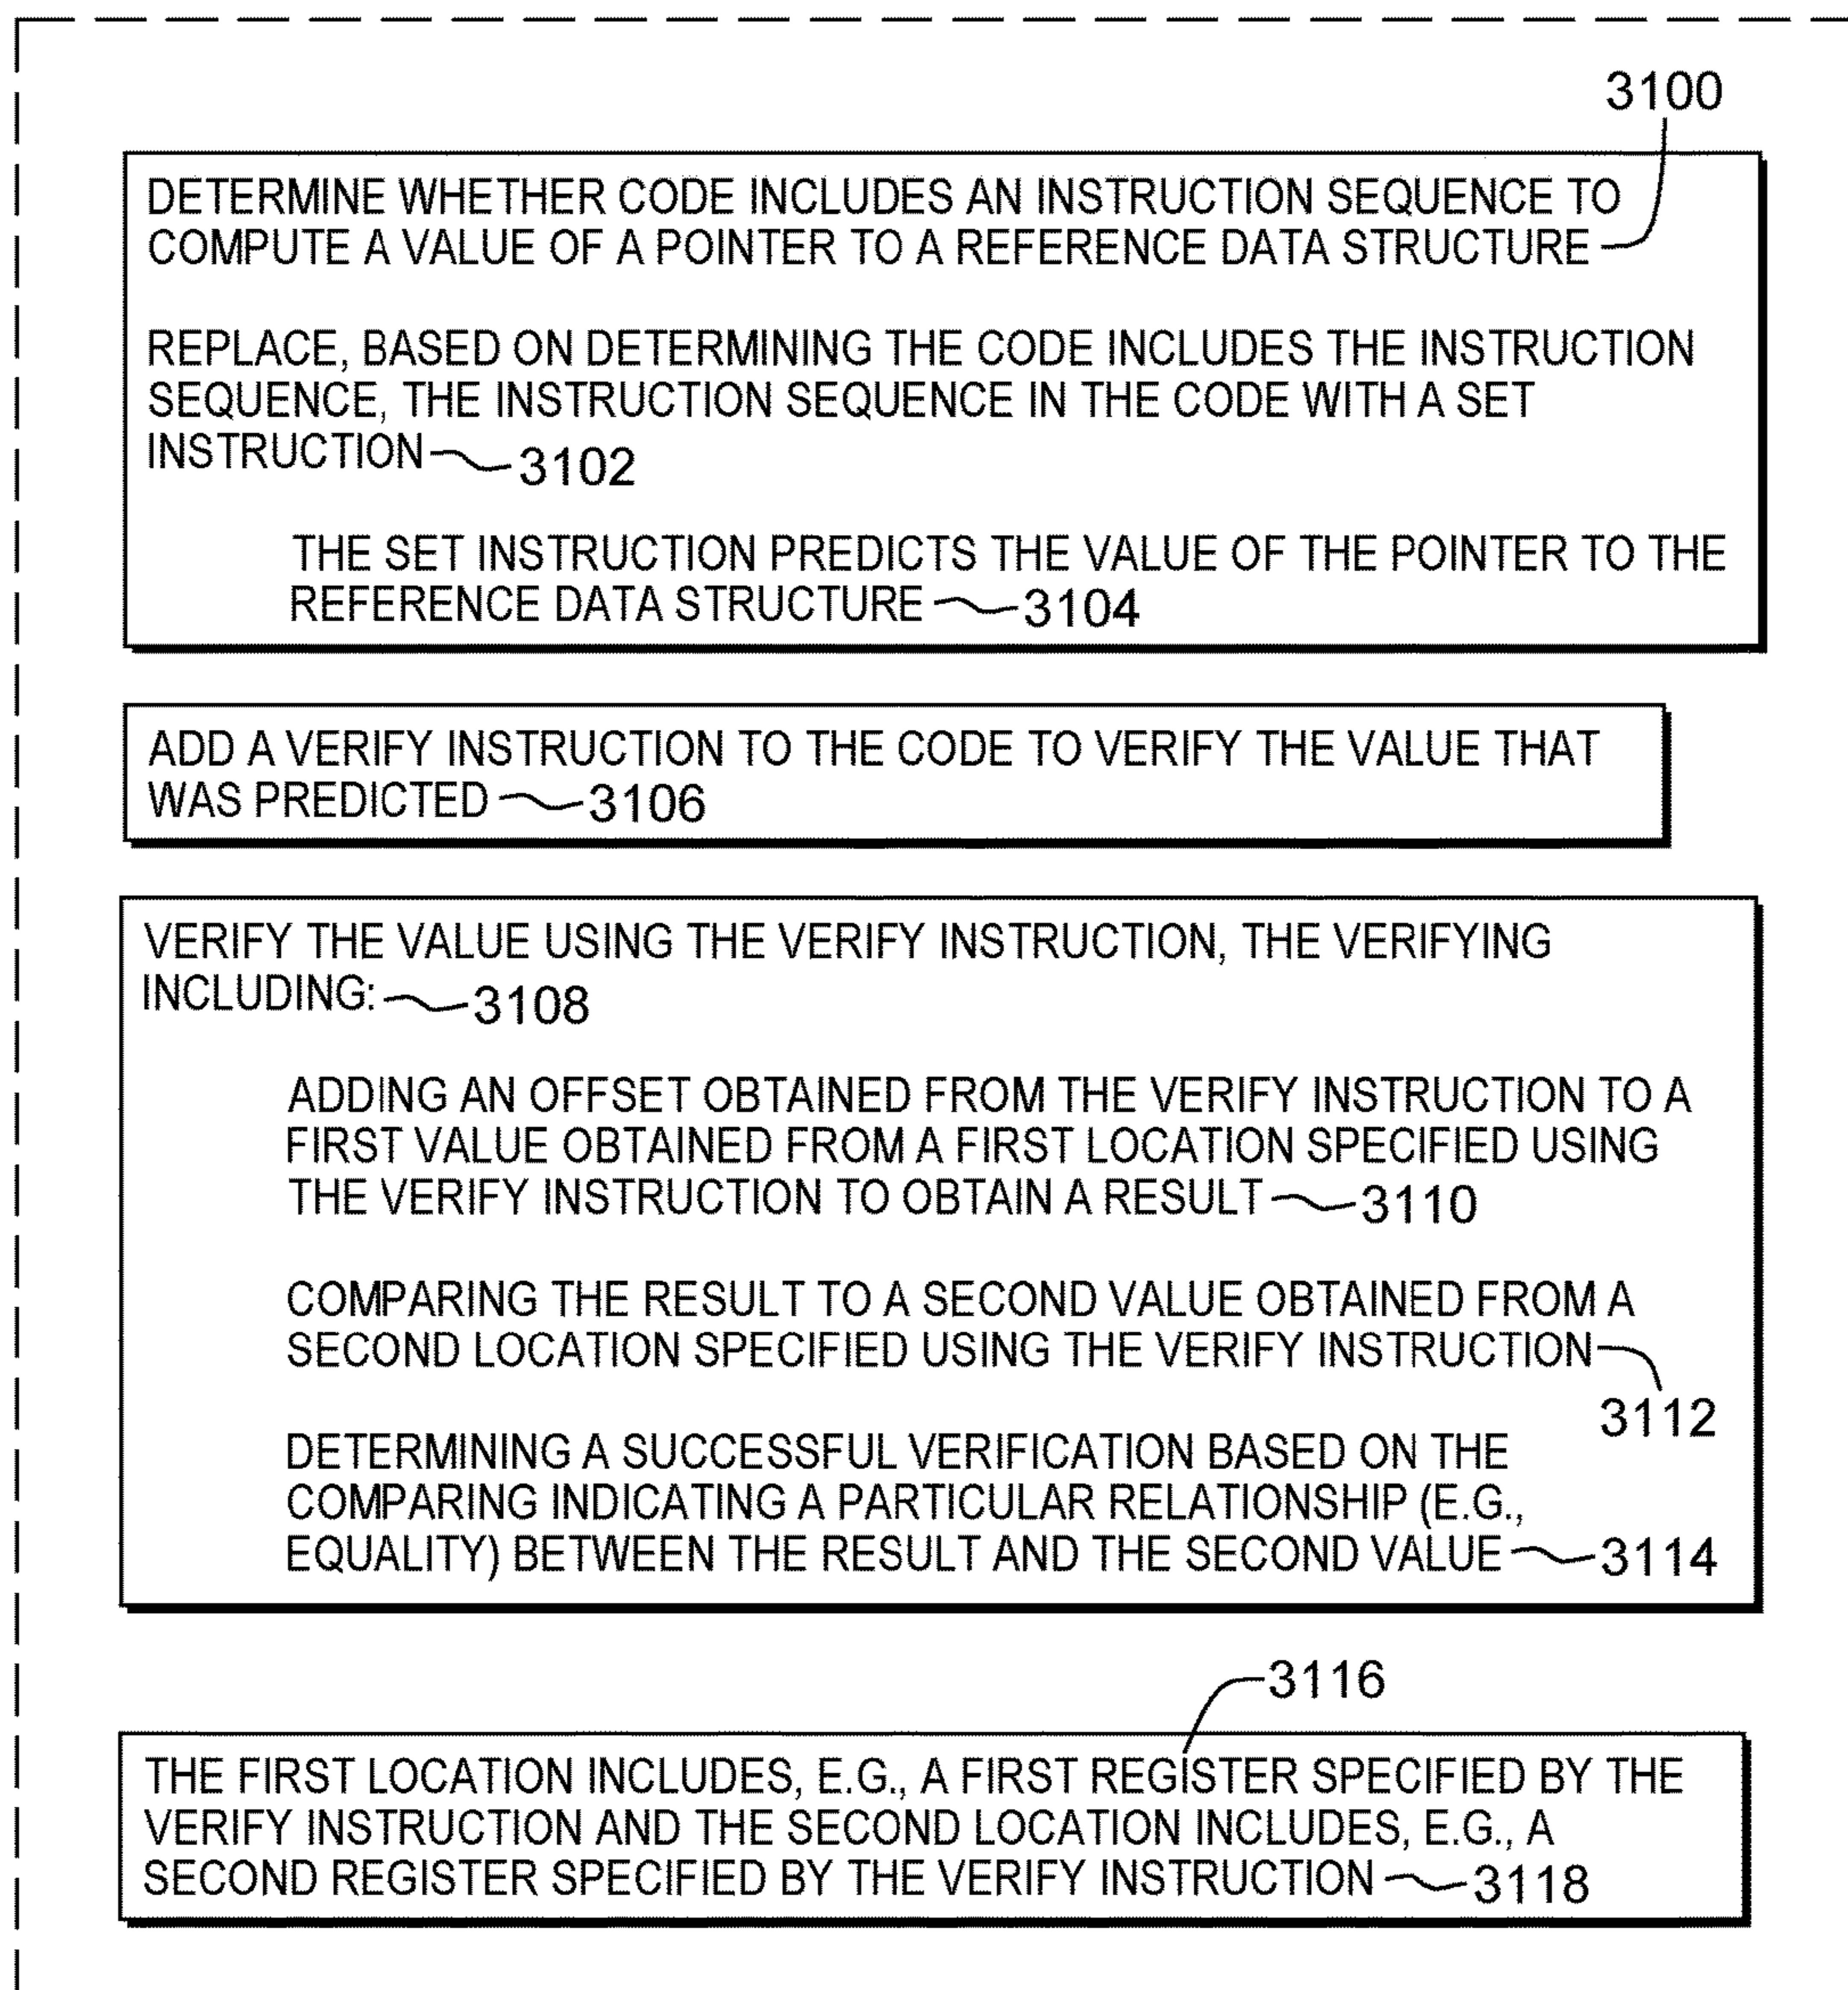 3100
DETERMINE WHETHER CODE INCLUDES AN INSTRUCTION SEQUENCE TO
COMPUTE A VALUE OF A POINTER TO A REFERENCE DATA STRUCTURE
REPLACE, BASED ON DETERMINING THE CODE INCLUDES THE INSTRUCTION
SEQUENCE, THE INSTRUCTION SEQUENCE IN THE CODE WITH A SET
INSTRUCTION 3102
THE SET INSTRUCTION PREDICTS THE VALUE OF THE POINTER TO THE
REFERENCE DATA STRUCTURE 3104
ADD A VERIFY INSTRUCTION TO THE CODE TO VERIFY THE VALUE THAT
WAS PREDICTED 3106
VERIFY THE VALUE USING THE VERIFY INSTRUCTION, THE VERIFYING
INCLUDING: 3108
ADDING AN OFFSET OBTAINED FROM THE VERIFY INSTRUCTION TO A
FIRST VALUE OBTAINED FROM A FIRST LOCATION SPECIFIED USING
THE VERIFY INSTRUCTION TO OBTAIN A RESULT 3110
COMPARING THE RESULT TO A SECOND VALUE OBTAINED FROM A
SECOND LOCATION SPECIFIED USING THE VERIFY INSTRUCTION
3112
DETERMINING A SUCCESSFUL VERIFICATION BASED ON THE
COMPARING INDICATING A PARTICULAR RELATIONSHIP (E.G.,
EQUALITY) BETWEEN THE RESULT AND THE SECOND VALUE 3114
3116
THE FIRST LOCATION INCLUDES, E.G., A FIRST REGISTER SPECIFIED BY THE
VERIFY INSTRUCTION AND THE SECOND LOCATION INCLUDES, E.G., A
SECOND REGISTER SPECIFIED BY THE VERIFY INSTRUCTION 3118